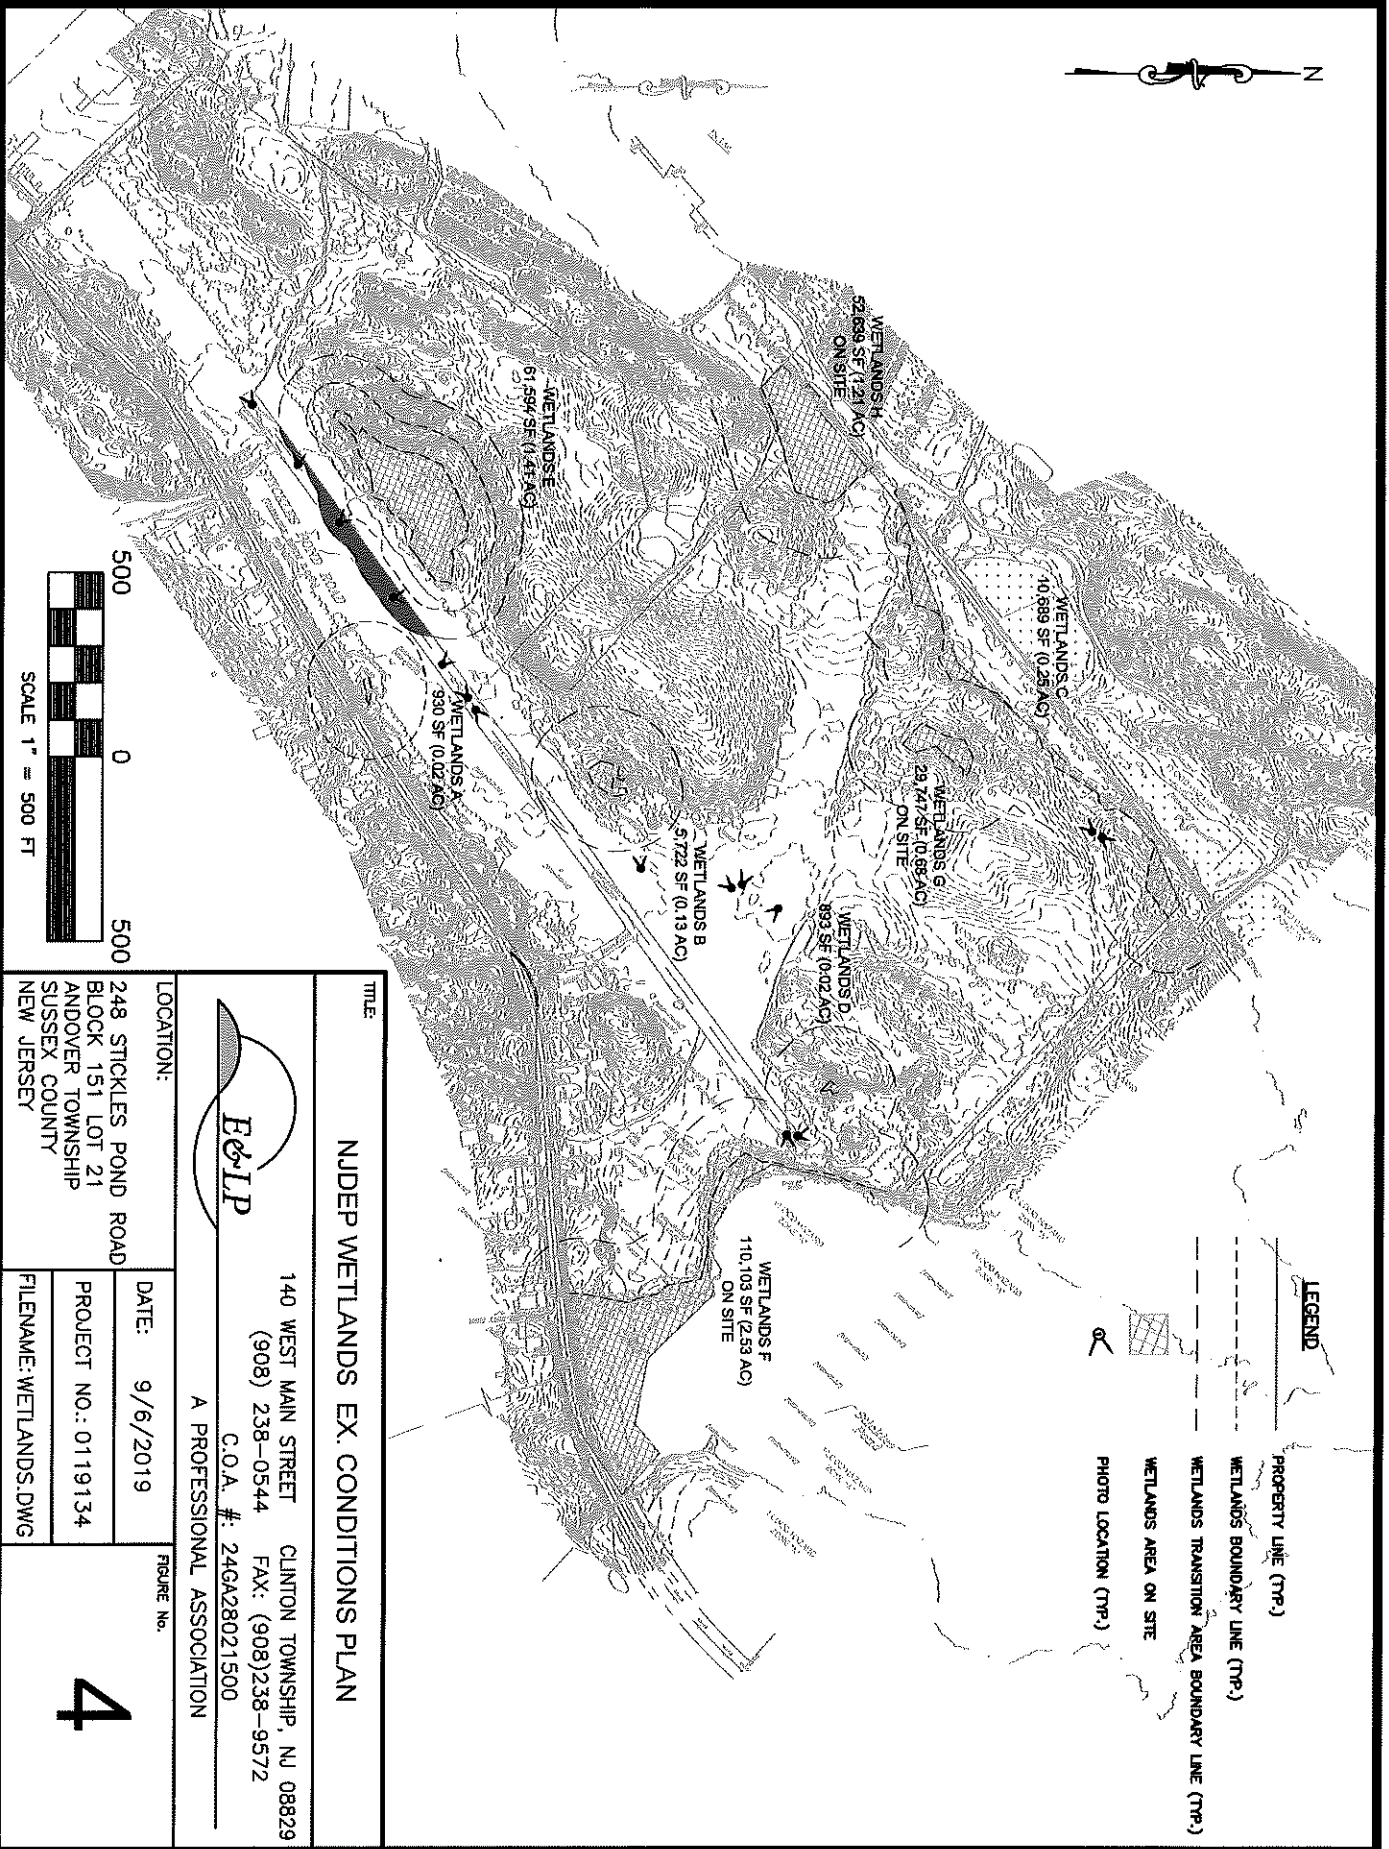 N
LEGEND
PROPERTY LINE (TYP.)
WETLANDS BOUNDARY LINE (TYP.)
WETLANDS TRANSITION AREA BOUNDARY LINE (TYP.)
WETLANDS AREA ON SITE
PHOTO LOCATION (TYP.)
WETLANDS H
52,639 SF (1.21 AC)
ON SITE
WETLANDS C
10,689 SF (0.25 AC)
WETLANDS G
29,747 SF (0.68 AC)
ON SITE
WETLANDS D
893 SF (0.02 AC)
WETLANDS E
61,594 SF (1.41 AC)
WETLANDS B
5,722 SF (0.13 AC)
WETLANDS A
930 SF (0.02 AC)
WETLANDS F
110,103 SF (2.53 AC)
ON SITE
500
0
500
SCALE 1" = 500 FT
TITLE:
NJDEP WETLANDS EX. CONDITIONS PLAN
E&LP
140 WEST MAIN STREET CLINTON TOWNSHIP, NJ 08829
(908) 238-0544 FAX: (908)238-9572
C.O.A. #: 24GA28021500
A PROFESSIONAL ASSOCIATION
LOCATION:
248 STICKLES POND ROAD
BLOCK 151 LOT 21
ANDOVER TOWNSHIP
SUSSEX COUNTY
NEW JERSEY
DATE: 9/6/2019
PROJECT NO.: 0119134
FILENAME: WETLANDS.DWG
FIGURE No.
4